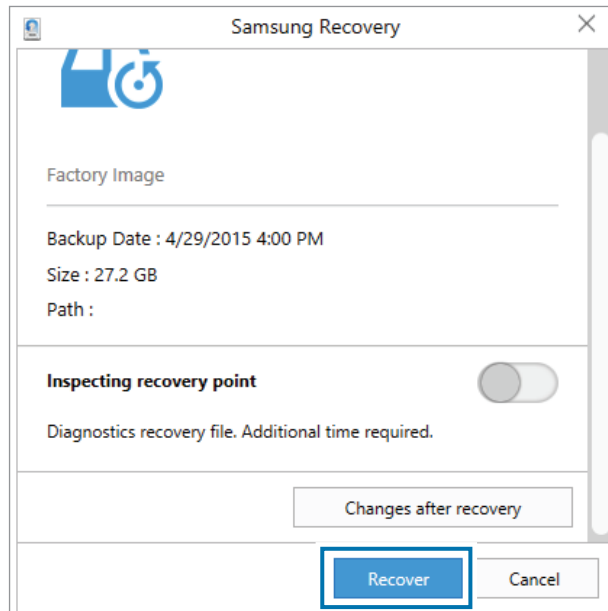 Samsung Recovery
Factory Image
Backup Date : 4/29/2015 4:00 PM
Size : 27.2 GB
Path :
Inspecting recovery point
Diagnostics recovery file. Additional time required.
Changes after recovery
Recover Cancel